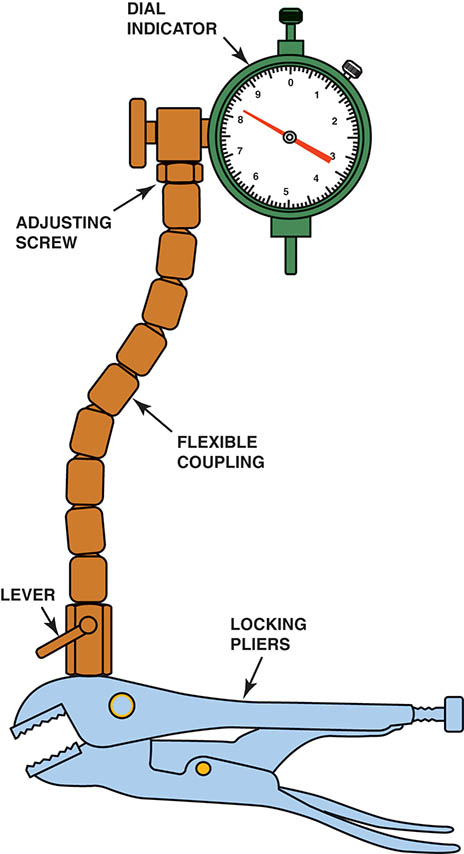 DIAL
INDICATOR
0
1
2
3
4
5
6
7
8
9
ADJUSTING
SCREW
FLEXIBLE
COUPLING
LEVER
LOCKING
PLIERS